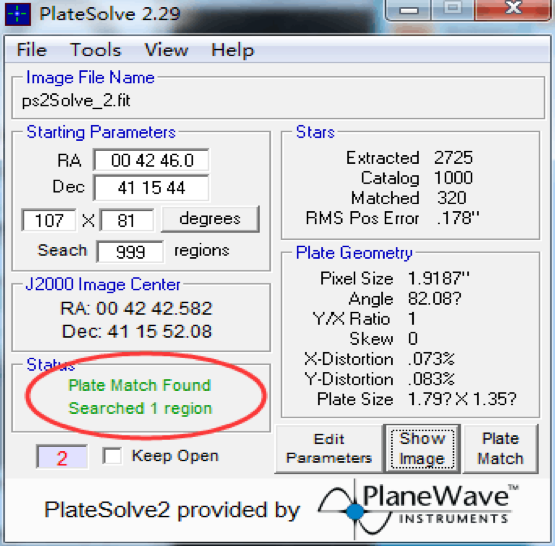 PlateSolve 2.29
File Tools View Help
Image File Name
ps2Solve_2.fit
Starting Parameters
RA 00 42 46.0
Dec 41 15 44
107 X 81 degrees
Seach 999 regions
J2000 Image Center
RA: 00 42 42.582
Dec: 41 15 52.08
Status
Plate Match Found
Searched 1 region
2 Keep Open
Stars
Extracted 2725
Catalog 1000
Matched 320
RMS Pos Error .178"
Plate Geometry
Pixel Size 1.9187"
Angle 82.08?
Y/X Ratio 1
Skew 0
X-Distortion .073%
Y-Distortion .083%
Plate Size 1.79? X 1.35?
Edit
Parameters
Show
Image
Plate
Match
PlateSolve2 provided by
PlaneWave™
INSTRUMENTS